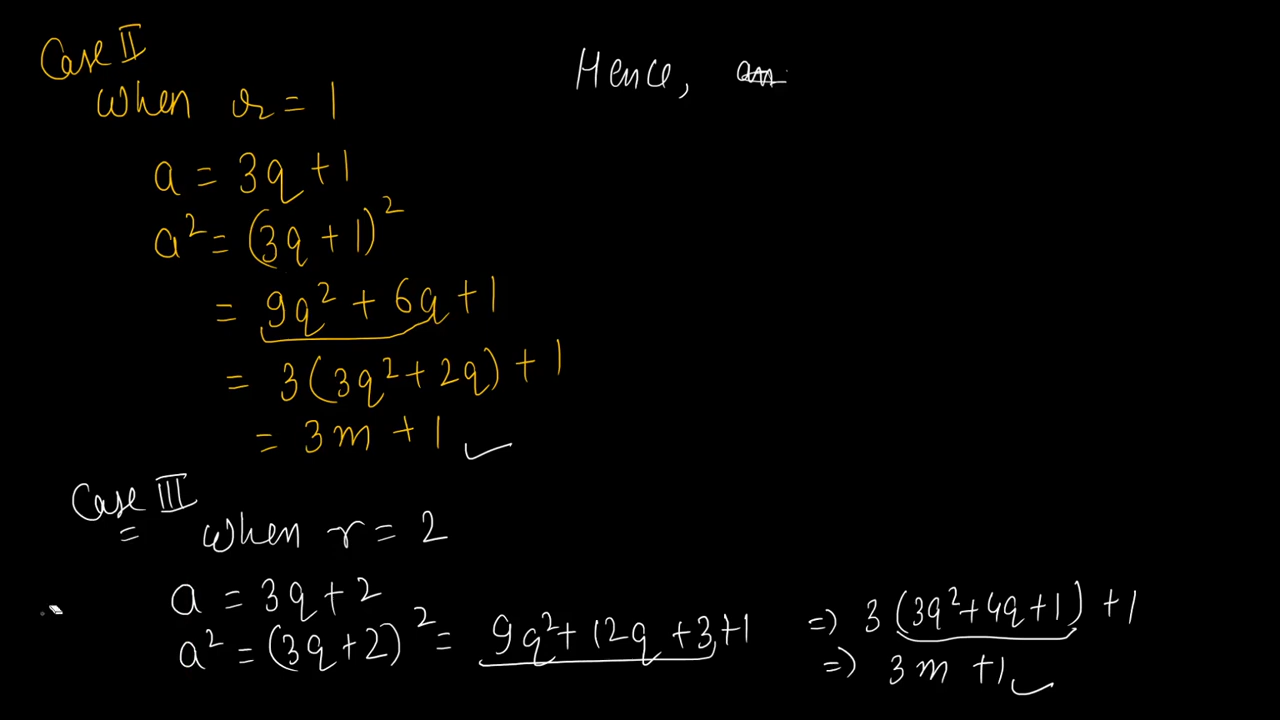 Case II
When r = 1
a = 3q + 1
a² = (3q + 1)²
= 9q² + 6q + 1
= 3(3q² + 2q) + 1
= 3m + 1 ✓
Case III
= When r = 2
a = 3q + 2
a² = (3q + 2)² = 9q² + 12q + 3 + 1
=) 3(3q² + 4q + 1) + 1
=) 3m + 1 ✓
Hence,